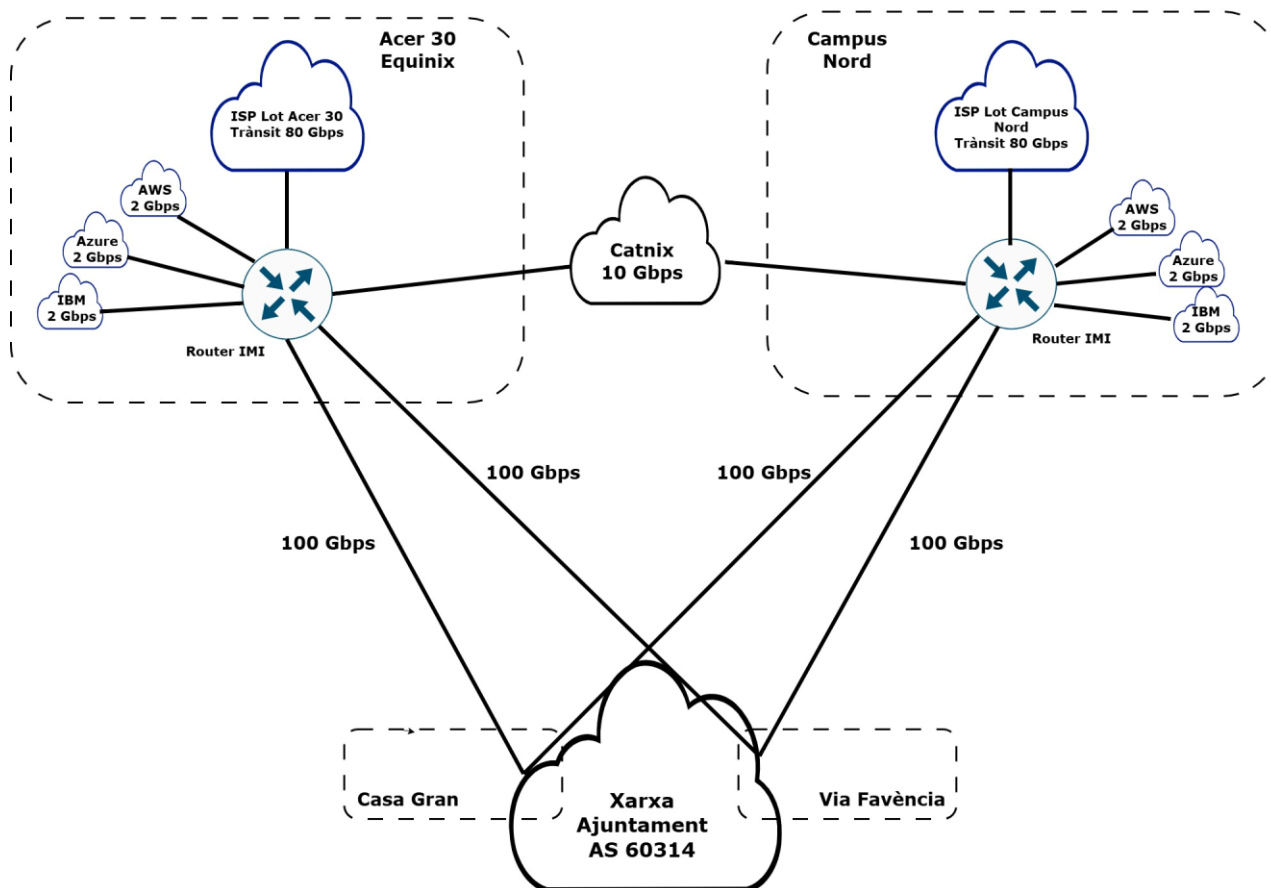 Acer 30
Equinix
Campus
Nord
ISP Lot Acer 30
Trànsit 80 Gbps
ISP Lot Campus
Nord
Trànsit 80 Gbps
AWS
2 Gbps
Azure
2 Gbps
IBM
2 Gbps
Router IMI
Catnix
10 Gbps
AWS
2 Gbps
Azure
2 Gbps
IBM
2 Gbps
Router IMI
100 Gbps
100 Gbps
100 Gbps
100 Gbps
Casa Gran
Xarxa
Ajuntament
AS 60314
Via Favència